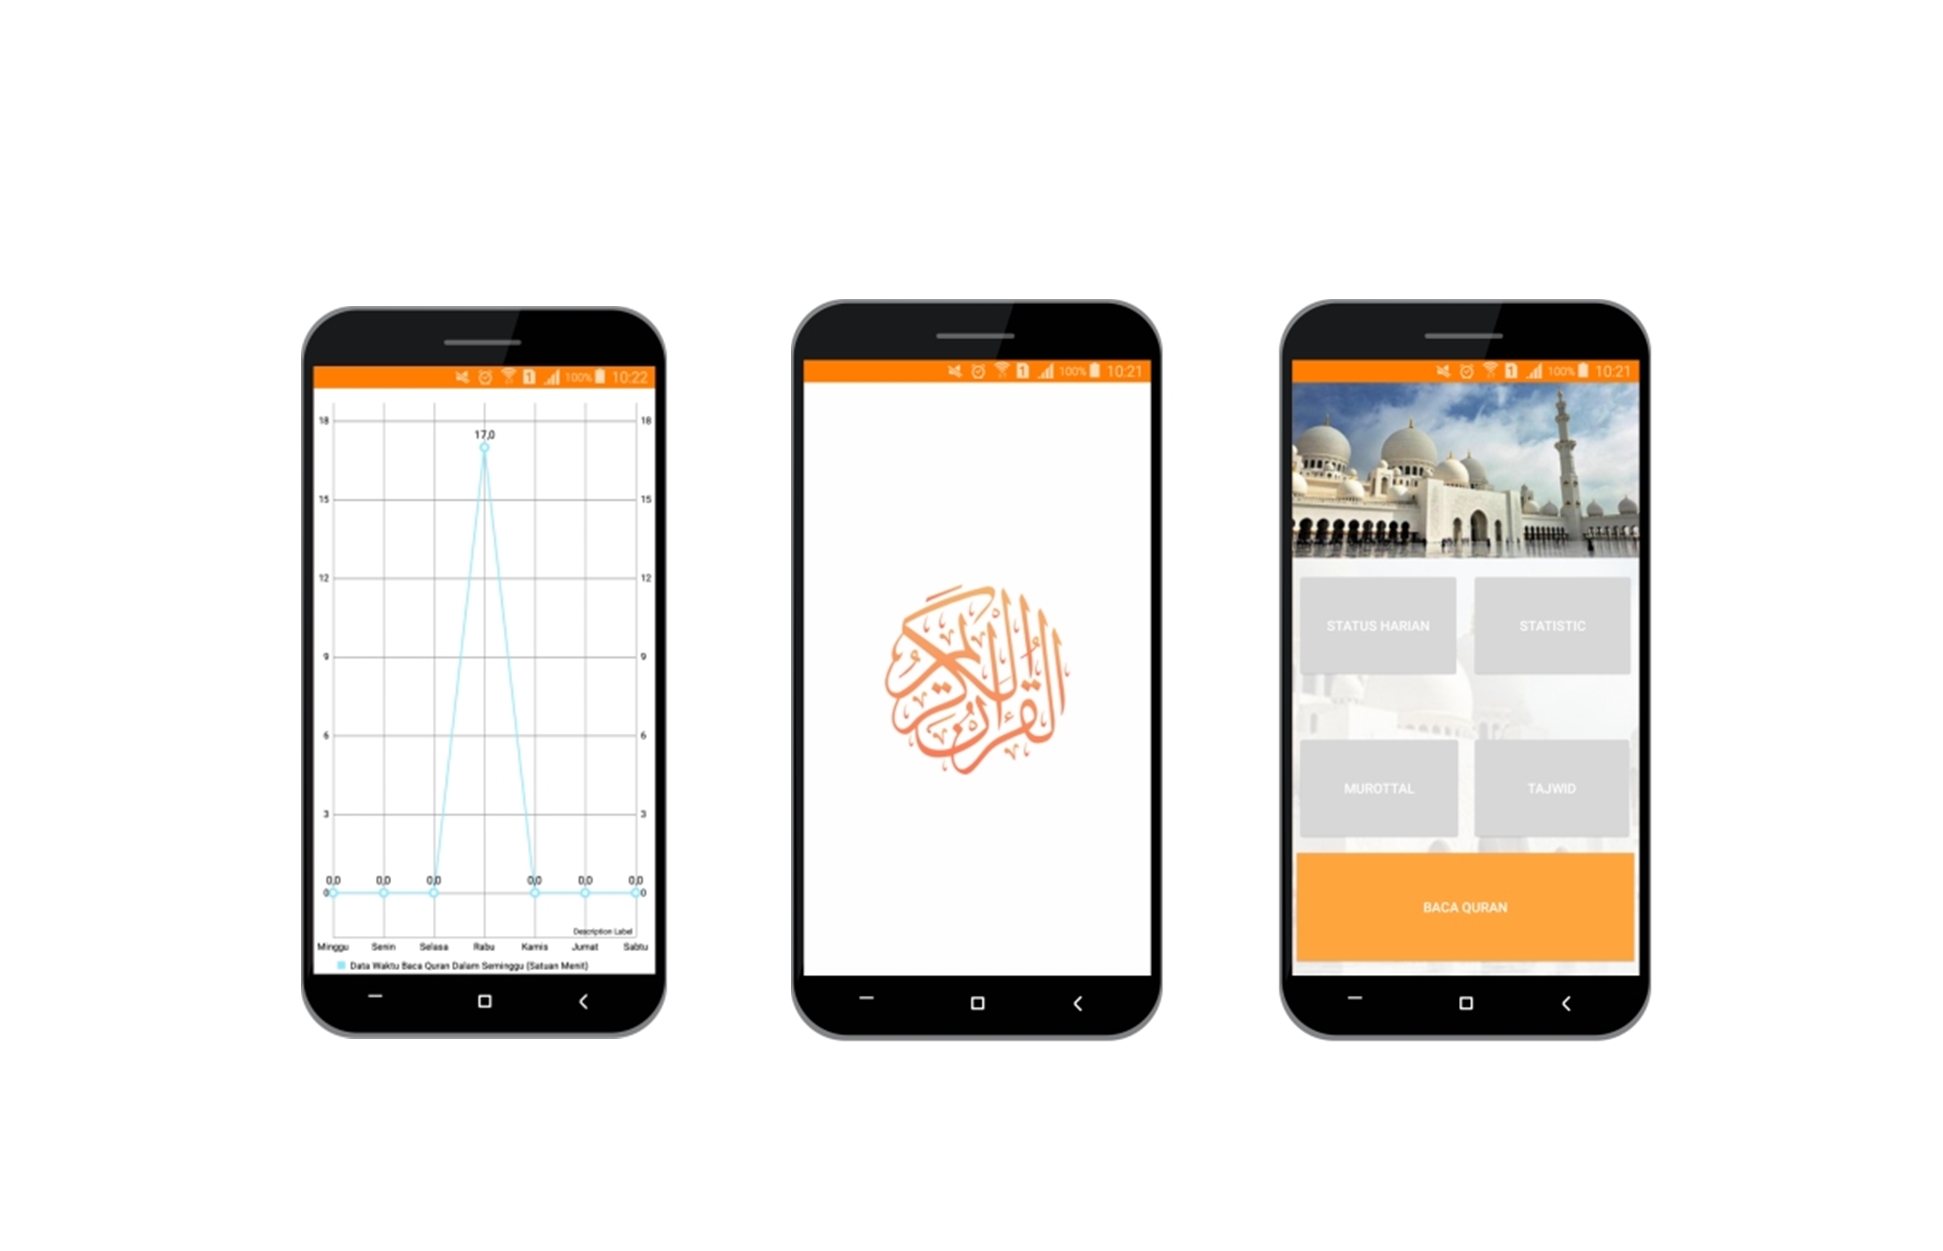 100% 10:22
18 18
17,0
15 15
12 12
9 9
6 6
3 3
0,0 0,0 0,0 0,0 0,0 0,0
0 0
Description Label
Minggu Senin Selasa Rabu Kamis Jumat Sabtu
Data Waktu Baca Quran Dalam Seminggu (Satuan Menit)
1 100% 10:21
القرآن الكريم
1 100% 10:21
STATUS HARIAN STATISTIC
MUROTTAL TAJWID
BACA QURAN